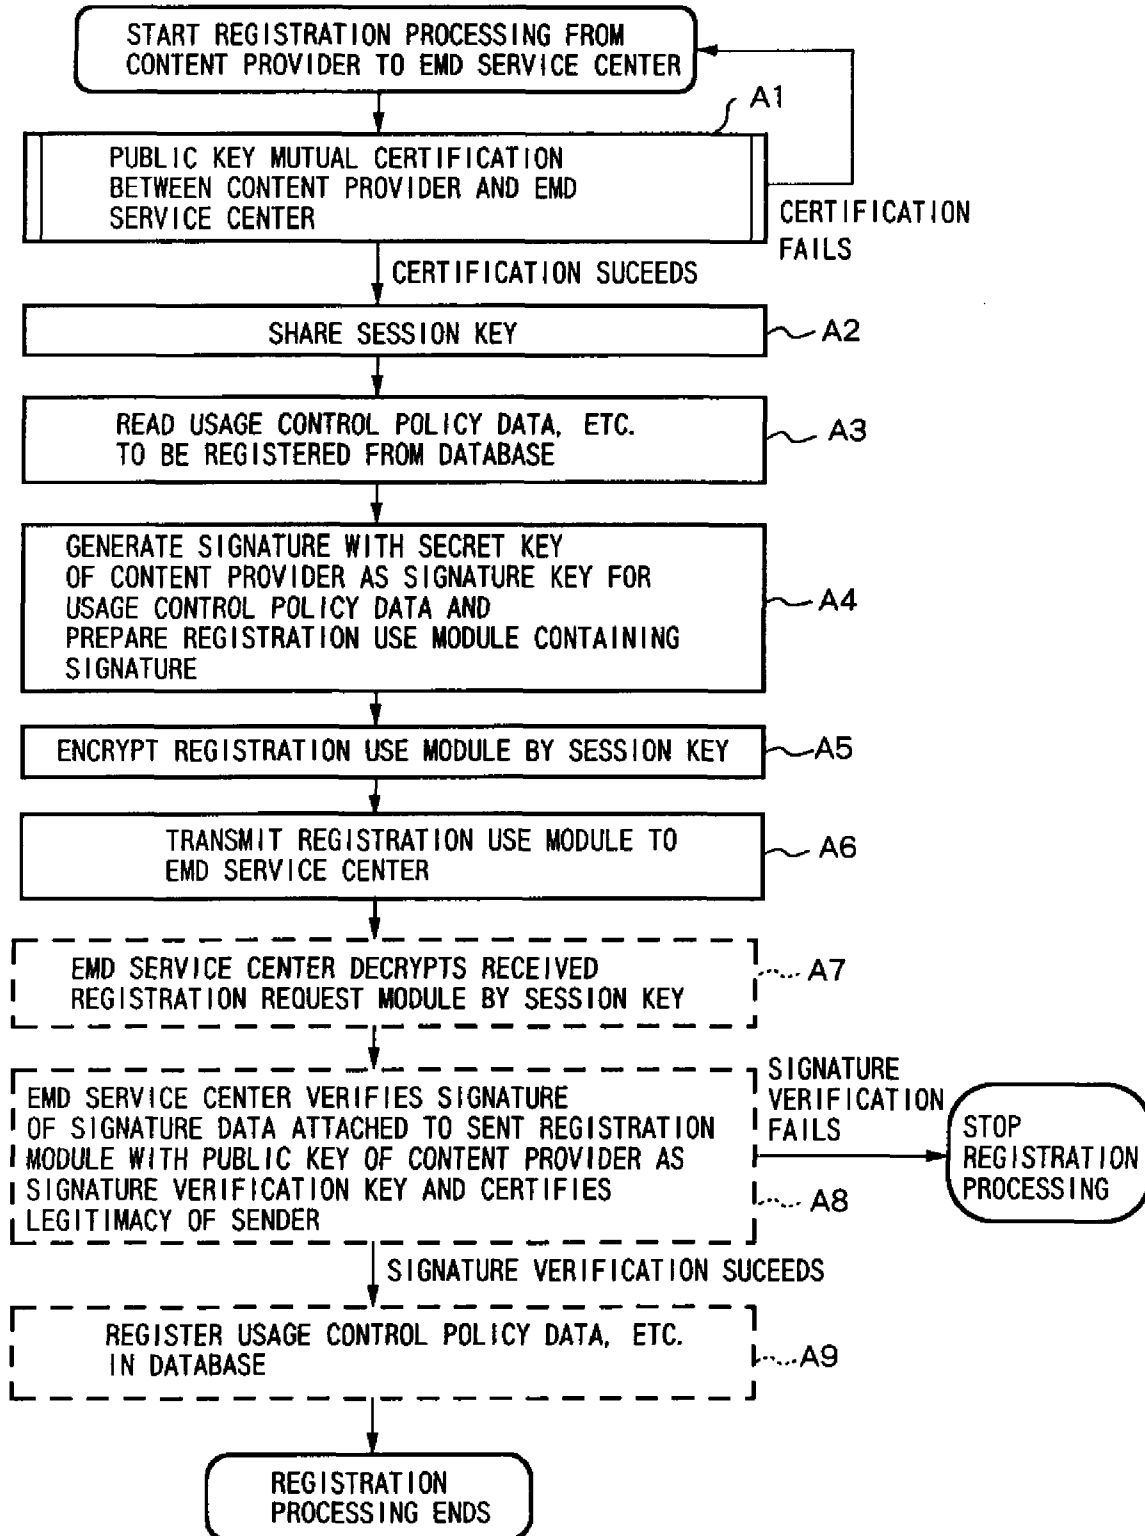 START REGISTRATION PROCESSING FROM
CONTENT PROVIDER TO EMD SERVICE CENTER
A1
PUBLIC KEY MUTUAL CERTIFICATION
BETWEEN CONTENT PROVIDER AND EMD
SERVICE CENTER
CERTIFICATION
FAILS
CERTIFICATION SUCEEDS
SHARE SESSION KEY
A2
READ USAGE CONTROL POLICY DATA, ETC.
TO BE REGISTERED FROM DATABASE
A3
GENERATE SIGNATURE WITH SECRET KEY
OF CONTENT PROVIDER AS SIGNATURE KEY FOR
USAGE CONTROL POLICY DATA AND
PREPARE REGISTRATION USE MODULE CONTAINING
SIGNATURE
A4
ENCRYPT REGISTRATION USE MODULE BY SESSION KEY
A5
TRANSMIT REGISTRATION USE MODULE TO
EMD SERVICE CENTER
A6
EMD SERVICE CENTER DECRYPTS RECEIVED
REGISTRATION REQUEST MODULE BY SESSION KEY
A7
EMD SERVICE CENTER VERIFIES SIGNATURE
OF SIGNATURE DATA ATTACHED TO SENT REGISTRATION
MODULE WITH PUBLIC KEY OF CONTENT PROVIDER AS
SIGNATURE VERIFICATION KEY AND CERTIFIES
LEGITIMACY OF SENDER
A8
SIGNATURE
VERIFICATION
FAILS
STOP
REGISTRATION
PROCESSING
SIGNATURE VERIFICATION SUCEEDS
REGISTER USAGE CONTROL POLICY DATA, ETC.
IN DATABASE
A9
REGISTRATION
PROCESSING ENDS